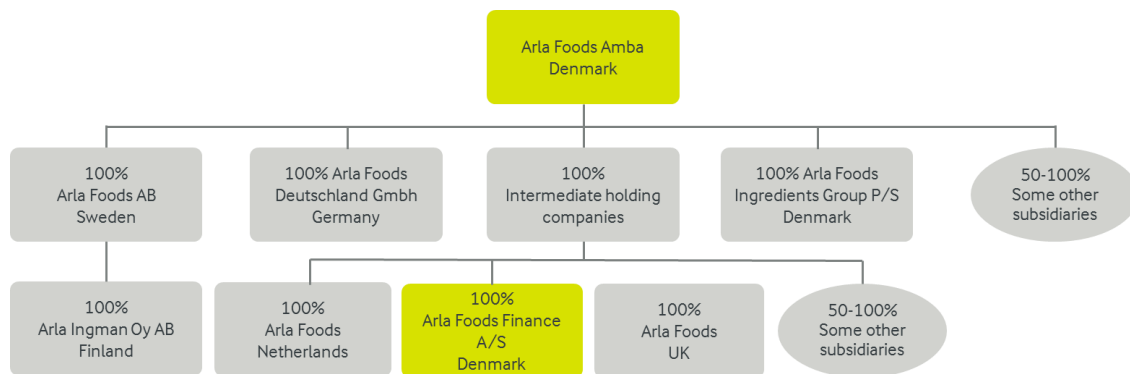 Arla Foods Amba
Denmark
100%
Arla Foods AB
Sweden
100% Arla Foods
Deutschland Gmbh
Germany
100%
Intermediate holding
companies
100% Arla Foods
Ingredients Group P/S
Denmark
50-100%
Some other
subsidiaries
100%
Arla Ingman Oy AB
Finland
100%
Arla Foods
Netherlands
100%
Arla Foods Finance
A/S
Denmark
100%
Arla Foods
UK
50-100%
Some other
subsidiaries